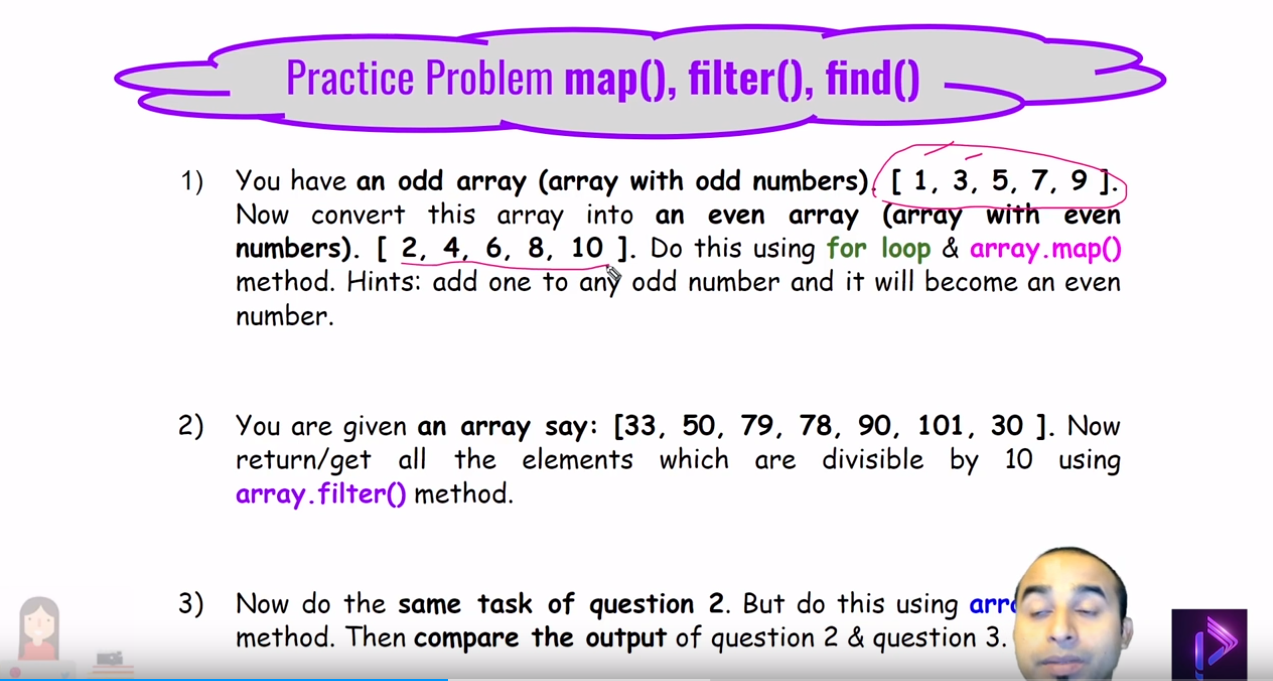 Practice Problem map(), filter(), find()
1) You have an odd array (array with odd numbers). [ 1, 3, 5, 7, 9 ].
Now convert this array into an even array (array with even
numbers). [ 2, 4, 6, 8, 10 ]. Do this using for loop & array.map()
method. Hints: add one to any odd number and it will become an even
number.
2) You are given an array say: [33, 50, 79, 78, 90, 101, 30 ]. Now
return/get all the elements which are divisible by 10 using
array.filter() method.
3) Now do the same task of question 2. But do this using
method. Then compare the output of question 2 & question 3.